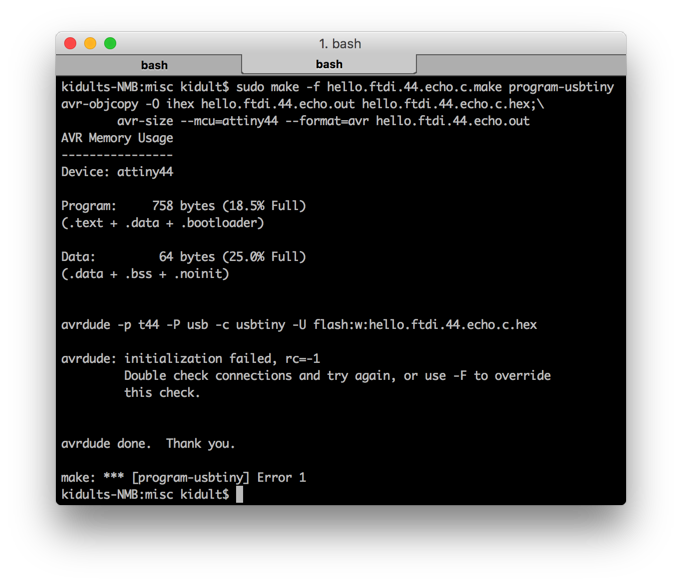 1. bash
bash
bash
kidults-NMB:misc kidult$ sudo make -f hello.ftdi.44.echo.c.make program-usbtiny
avr-objcopy -O ihex hello.ftdi.44.echo.out hello.ftdi.44.echo.c.hex;\
avr-size --mcu=attiny44 --format=avr hello.ftdi.44.echo.out
AVR Memory Usage
----------------
Device: attiny44
Program:     758 bytes (18.5% Full)
(.text + .data + .bootloader)
Data:         64 bytes (25.0% Full)
(.data + .bss + .noinit)
avrdude -p t44 -P usb -c usbtiny -U flash:w:hello.ftdi.44.echo.c.hex
avrdude: initialization failed, rc=-1
Double check connections and try again, or use -F to override
this check.
avrdude done.  Thank you.
make: *** [program-usbtiny] Error 1
kidults-NMB:misc kidult$